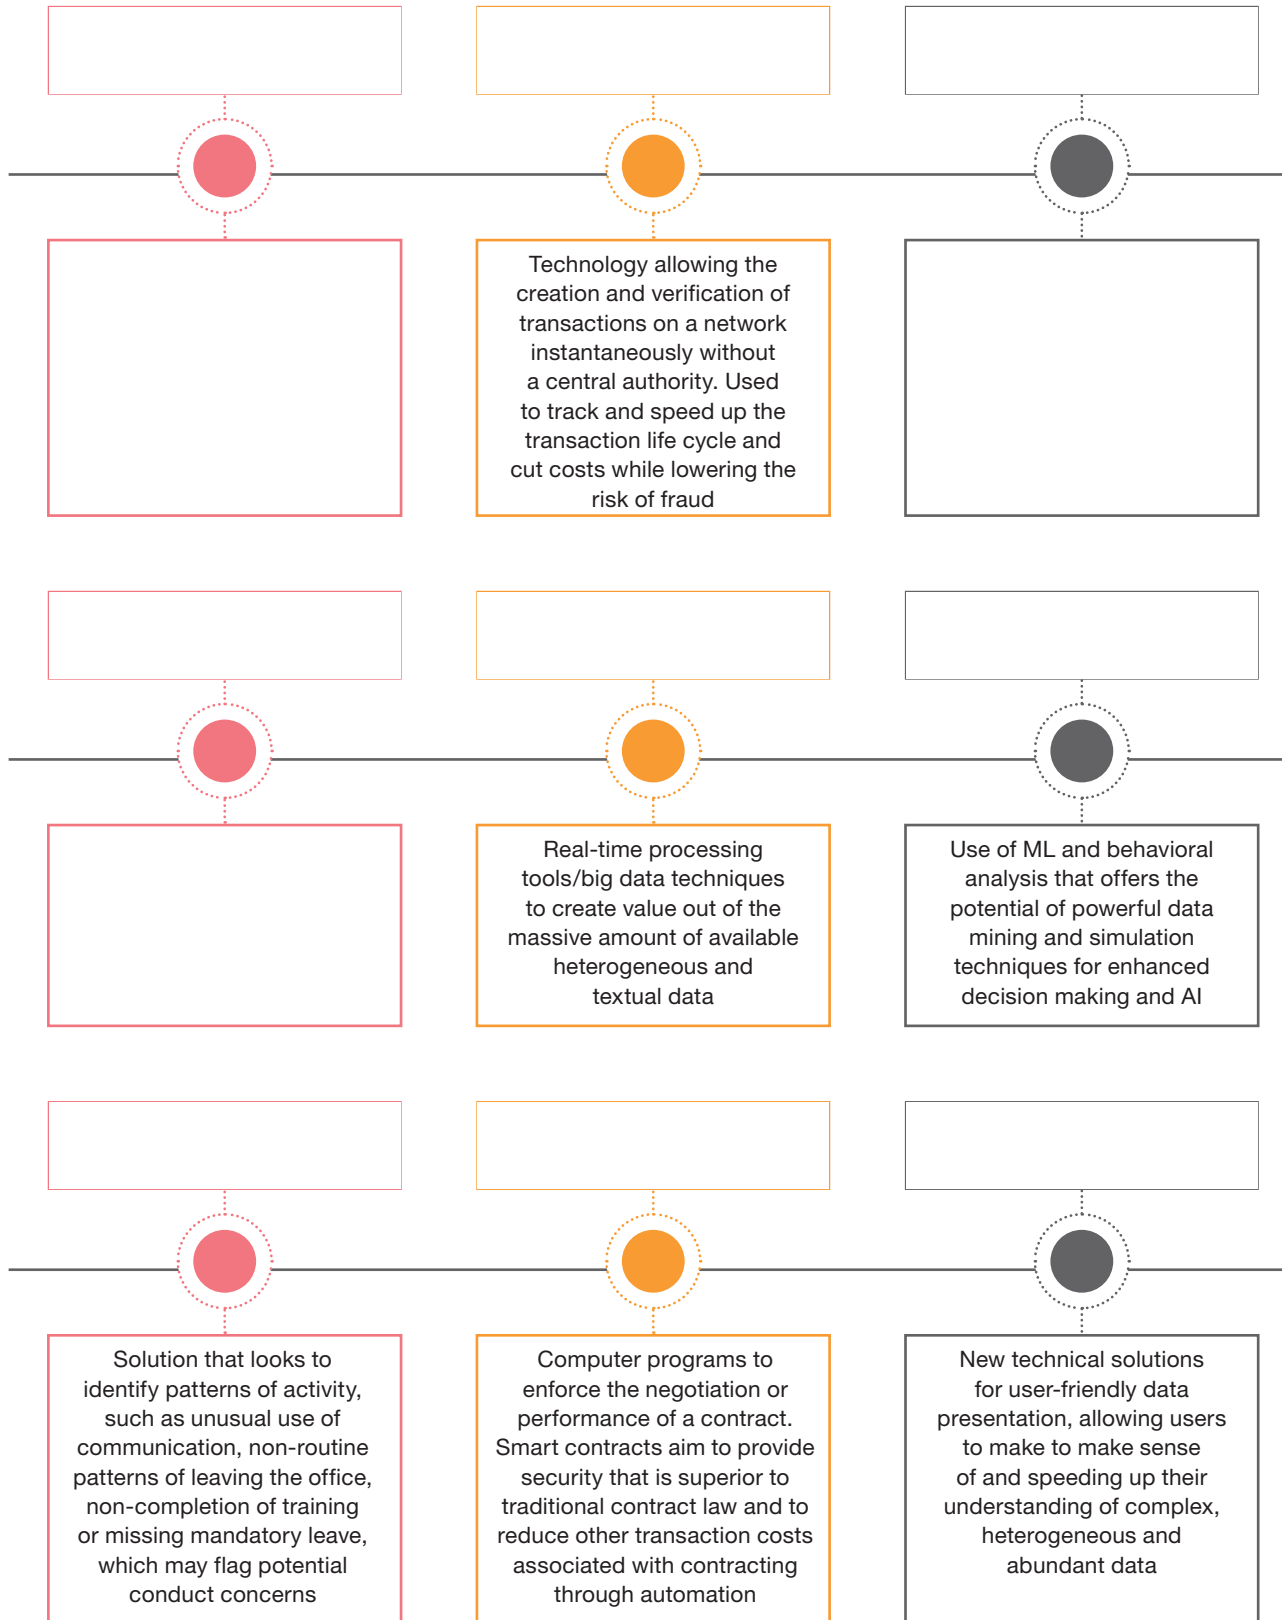 Technology allowing the
creation and verification of
transactions on a network
instantaneously without
a central authority. Used
to track and speed up the
transaction life cycle and
cut costs while lowering the
risk of fraud
Real-time processing
tools/big data techniques
to create value out of the
massive amount of available
heterogeneous and
textual data
Use of ML and behavioral
analysis that offers the
potential of powerful data
mining and simulation
techniques for enhanced
decision making and AI
Solution that looks to
identify patterns of activity,
such as unusual use of
communication, non-routine
patterns of leaving the office,
non-completion of training
or missing mandatory leave,
which may flag potential
conduct concerns
Computer programs to
enforce the negotiation or
performance of a contract.
Smart contracts aim to provide
security that is superior to
traditional contract law and to
reduce other transaction costs
associated with contracting
through automation
New technical solutions
for user-friendly data
presentation, allowing users
to make to make sense
of and speeding up their
understanding of complex,
heterogeneous and
abundant data